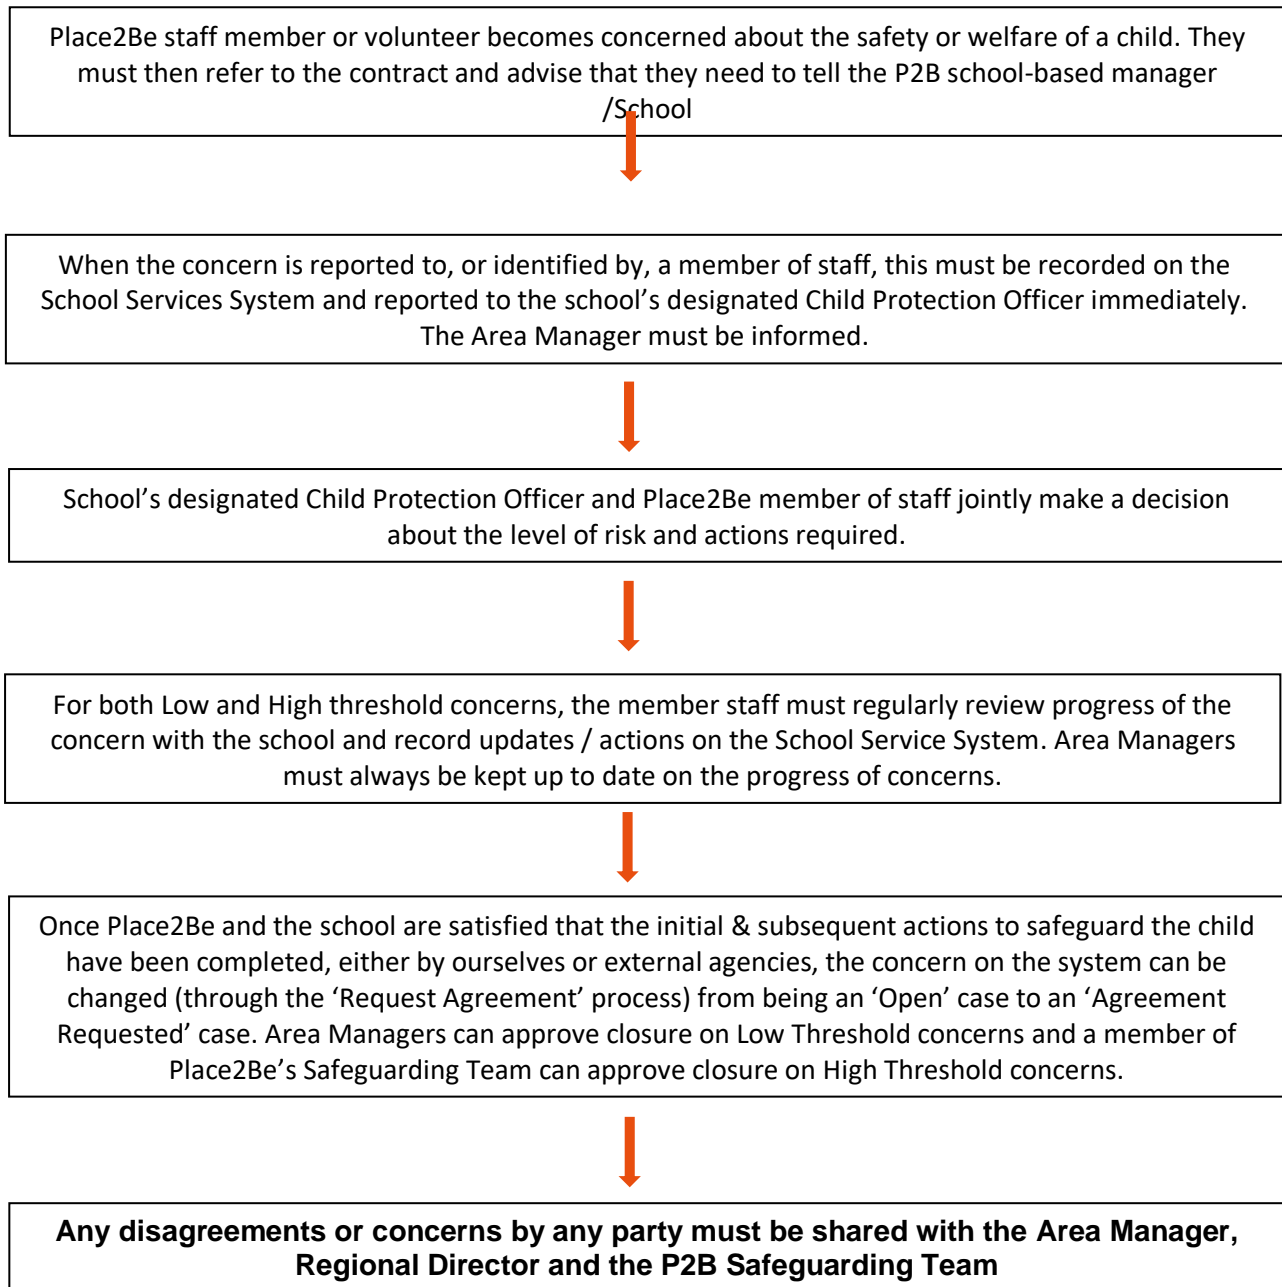 Place2Be staff member or volunteer becomes concerned about the safety or welfare of a child. They
must then refer to the contract and advise that they need to tell the P2B school-based manager
/School
When the concern is reported to, or identified by, a member of staff, this must be recorded on the
School Services System and reported to the school’s designated Child Protection Officer immediately.
The Area Manager must be informed.
School’s designated Child Protection Officer and Place2Be member of staff jointly make a decision
about the level of risk and actions required.
For both Low and High threshold concerns, the member staff must regularly review progress of the
concern with the school and record updates / actions on the School Service System. Area Managers
must always be kept up to date on the progress of concerns.
Once Place2Be and the school are satisfied that the initial & subsequent actions to safeguard the child
have been completed, either by ourselves or external agencies, the concern on the system can be
changed (through the ‘Request Agreement’ process) from being an ‘Open’ case to an ‘Agreement
Requested’ case. Area Managers can approve closure on Low Threshold concerns and a member of
Place2Be’s Safeguarding Team can approve closure on High Threshold concerns.
Any disagreements or concerns by any party must be shared with the Area Manager,
Regional Director and the P2B Safeguarding Team